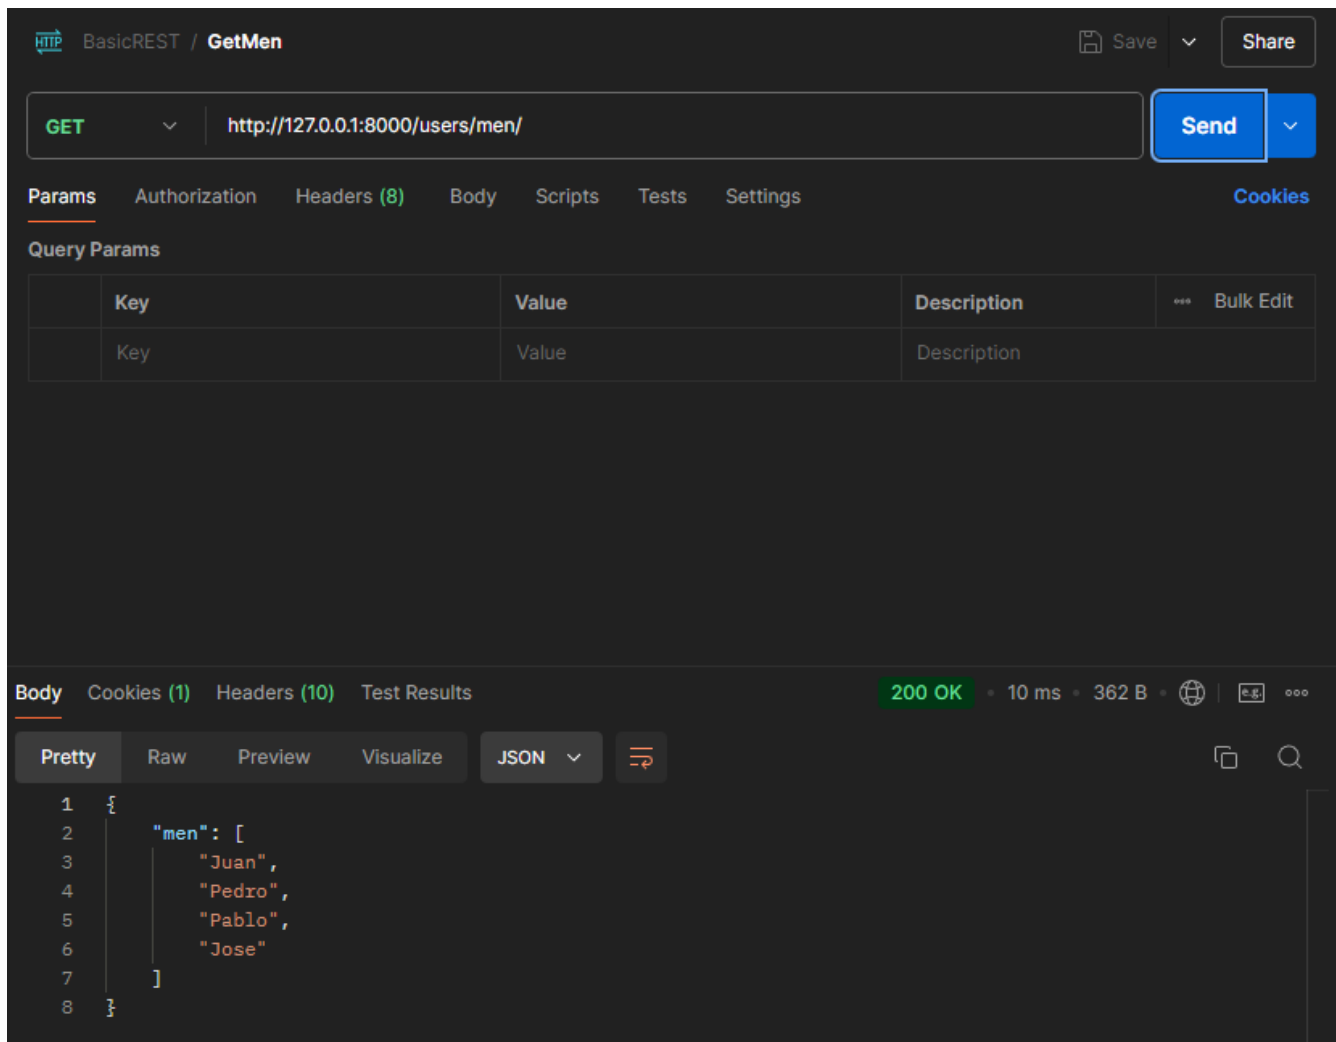 HTTP BasicREST / GetMen Save Share
GET http://127.0.0.1:8000/users/men/ Send
Params Authorization Headers (8) Body Scripts Tests Settings Cookies
Query Params
Key Value Description Bulk Edit
Key Value Description
Body Cookies (1) Headers (10) Test Results 200 OK • 10 ms • 362 B • e.g.
Pretty Raw Preview Visualize JSON
1 {
2 "men": [
3 "Juan",
4 "Pedro",
5 "Pablo",
6 "Jose"
7 ]
8 }